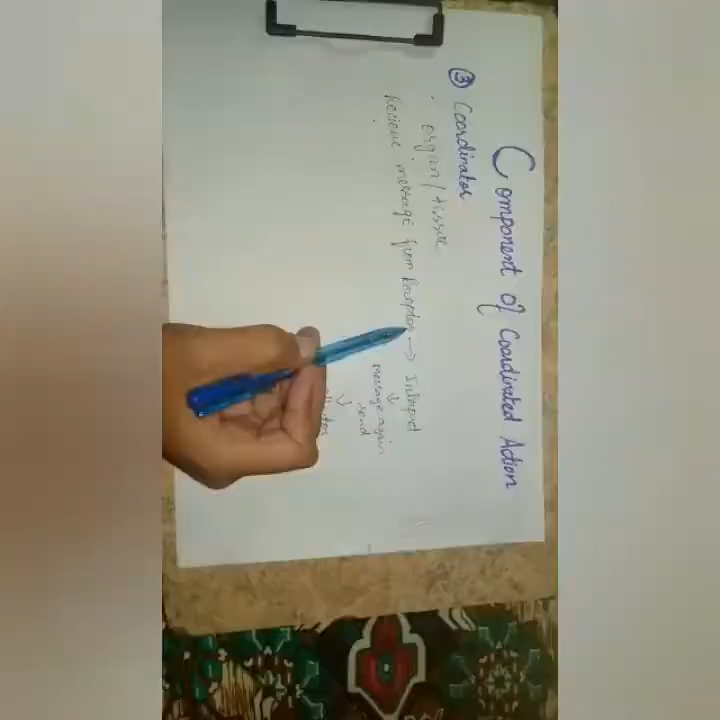 Component of Coordinated Action
③ Coordinator
· organ/tissue
Recieve message from Receptor → Interpret
↓
message again
send
↓